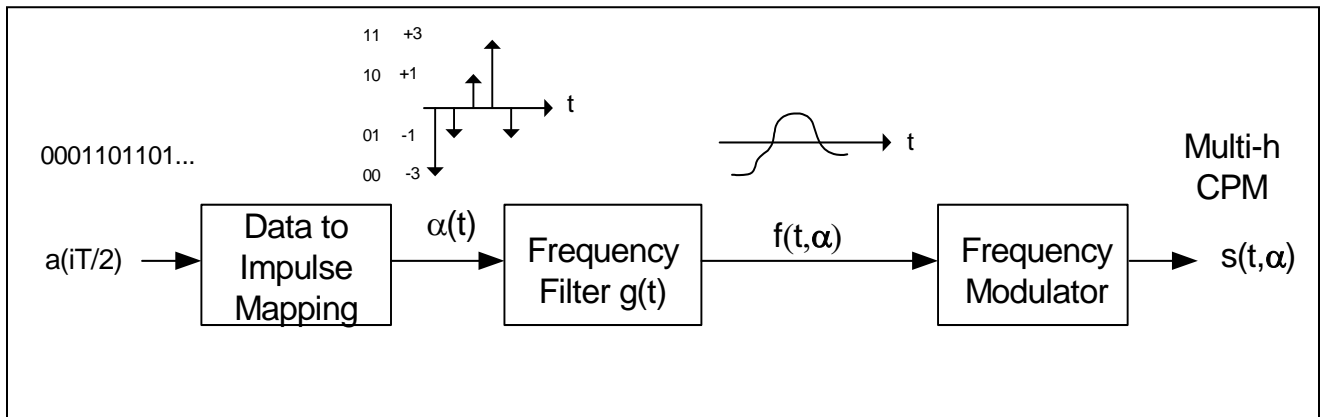 11 +3
10 +1
t
01 -1
00 -3
0001101101...
t
Multi-h
CPM
a(iT/2)
Data to
Impulse
Mapping
α(t)
Frequency
Filter g(t)
f(t,α)
Frequency
Modulator
s(t,α)